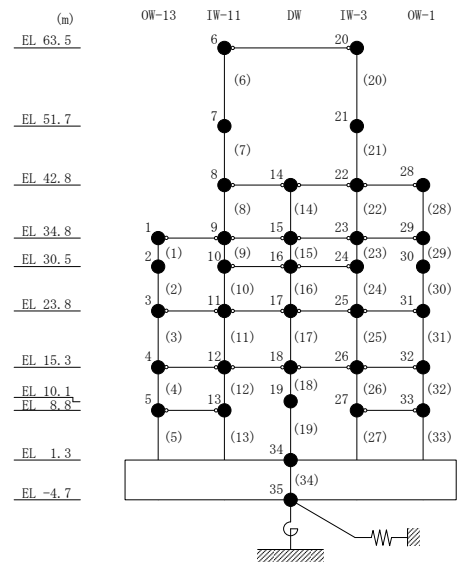 (m) OW-13 IW-11 DW IW-3 OW-1
EL 63.5 6 20
(6) (20)
EL 51.7 7 21
(7) (21)
EL 42.8 8 14 22 28
(8) (14) (22) (28)
EL 34.8 1 9 15 23 29
(1) (9) (15) (23) (29)
EL 30.5 2 10 16 24 30
(2) (10) (16) (24) (30)
EL 23.8 3 11 17 25 31
(3) (11) (17) (25) (31)
EL 15.3 4 12 18 26 32
(4) (12) (18) (26) (32)
EL 10.1 19
EL 8.8 5 13 27 33
(5) (13) (19) (27) (33)
EL 1.3 34
(34)
EL -4.7 35